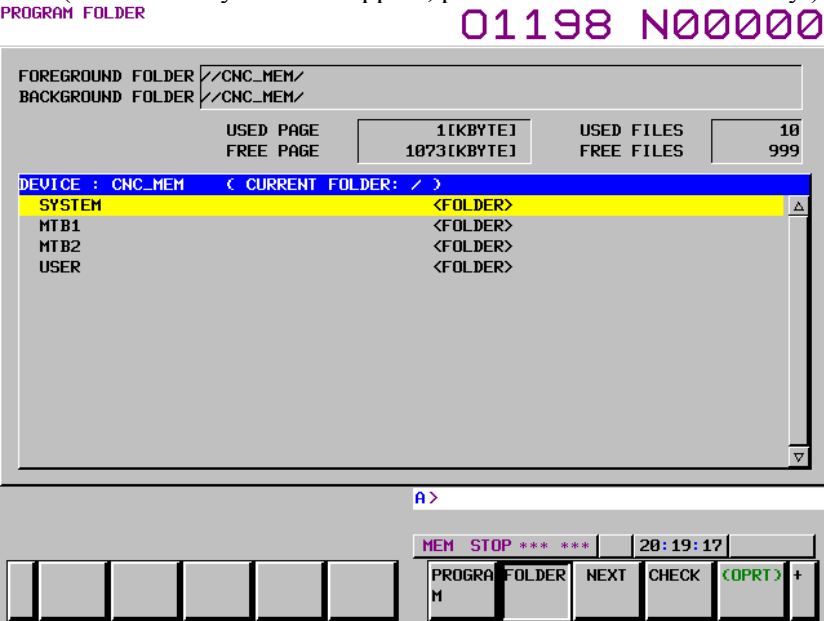 PROGRAM FOLDER
O1198 N00000
FOREGROUND FOLDER //CNC_MEM/
BACKGROUND FOLDER //CNC_MEM/
USED PAGE 1[KBYTE] USED FILES 10
FREE PAGE 1073[KBYTE] FREE FILES 999
DEVICE : CNC_MEM ( CURRENT FOLDER: / )
SYSTEM <FOLDER>
MTB1 <FOLDER>
MTB2 <FOLDER>
USER <FOLDER>
A>
MEM STOP *** *** 20:19:17
PROGRA FOLDER NEXT CHECK (OPRT) +
M